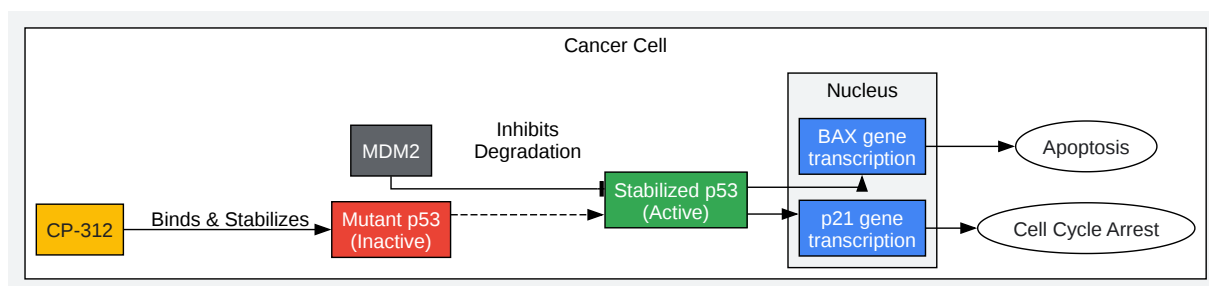 Cancer Cell
Nucleus
MDM2
Inhibits
Degradation
BAX gene
transcription
Apoptosis
CP-312
Binds & Stabilizes
Mutant p53
(Inactive)
Stabilized p53
(Active)
p21 gene
transcription
Cell Cycle Arrest